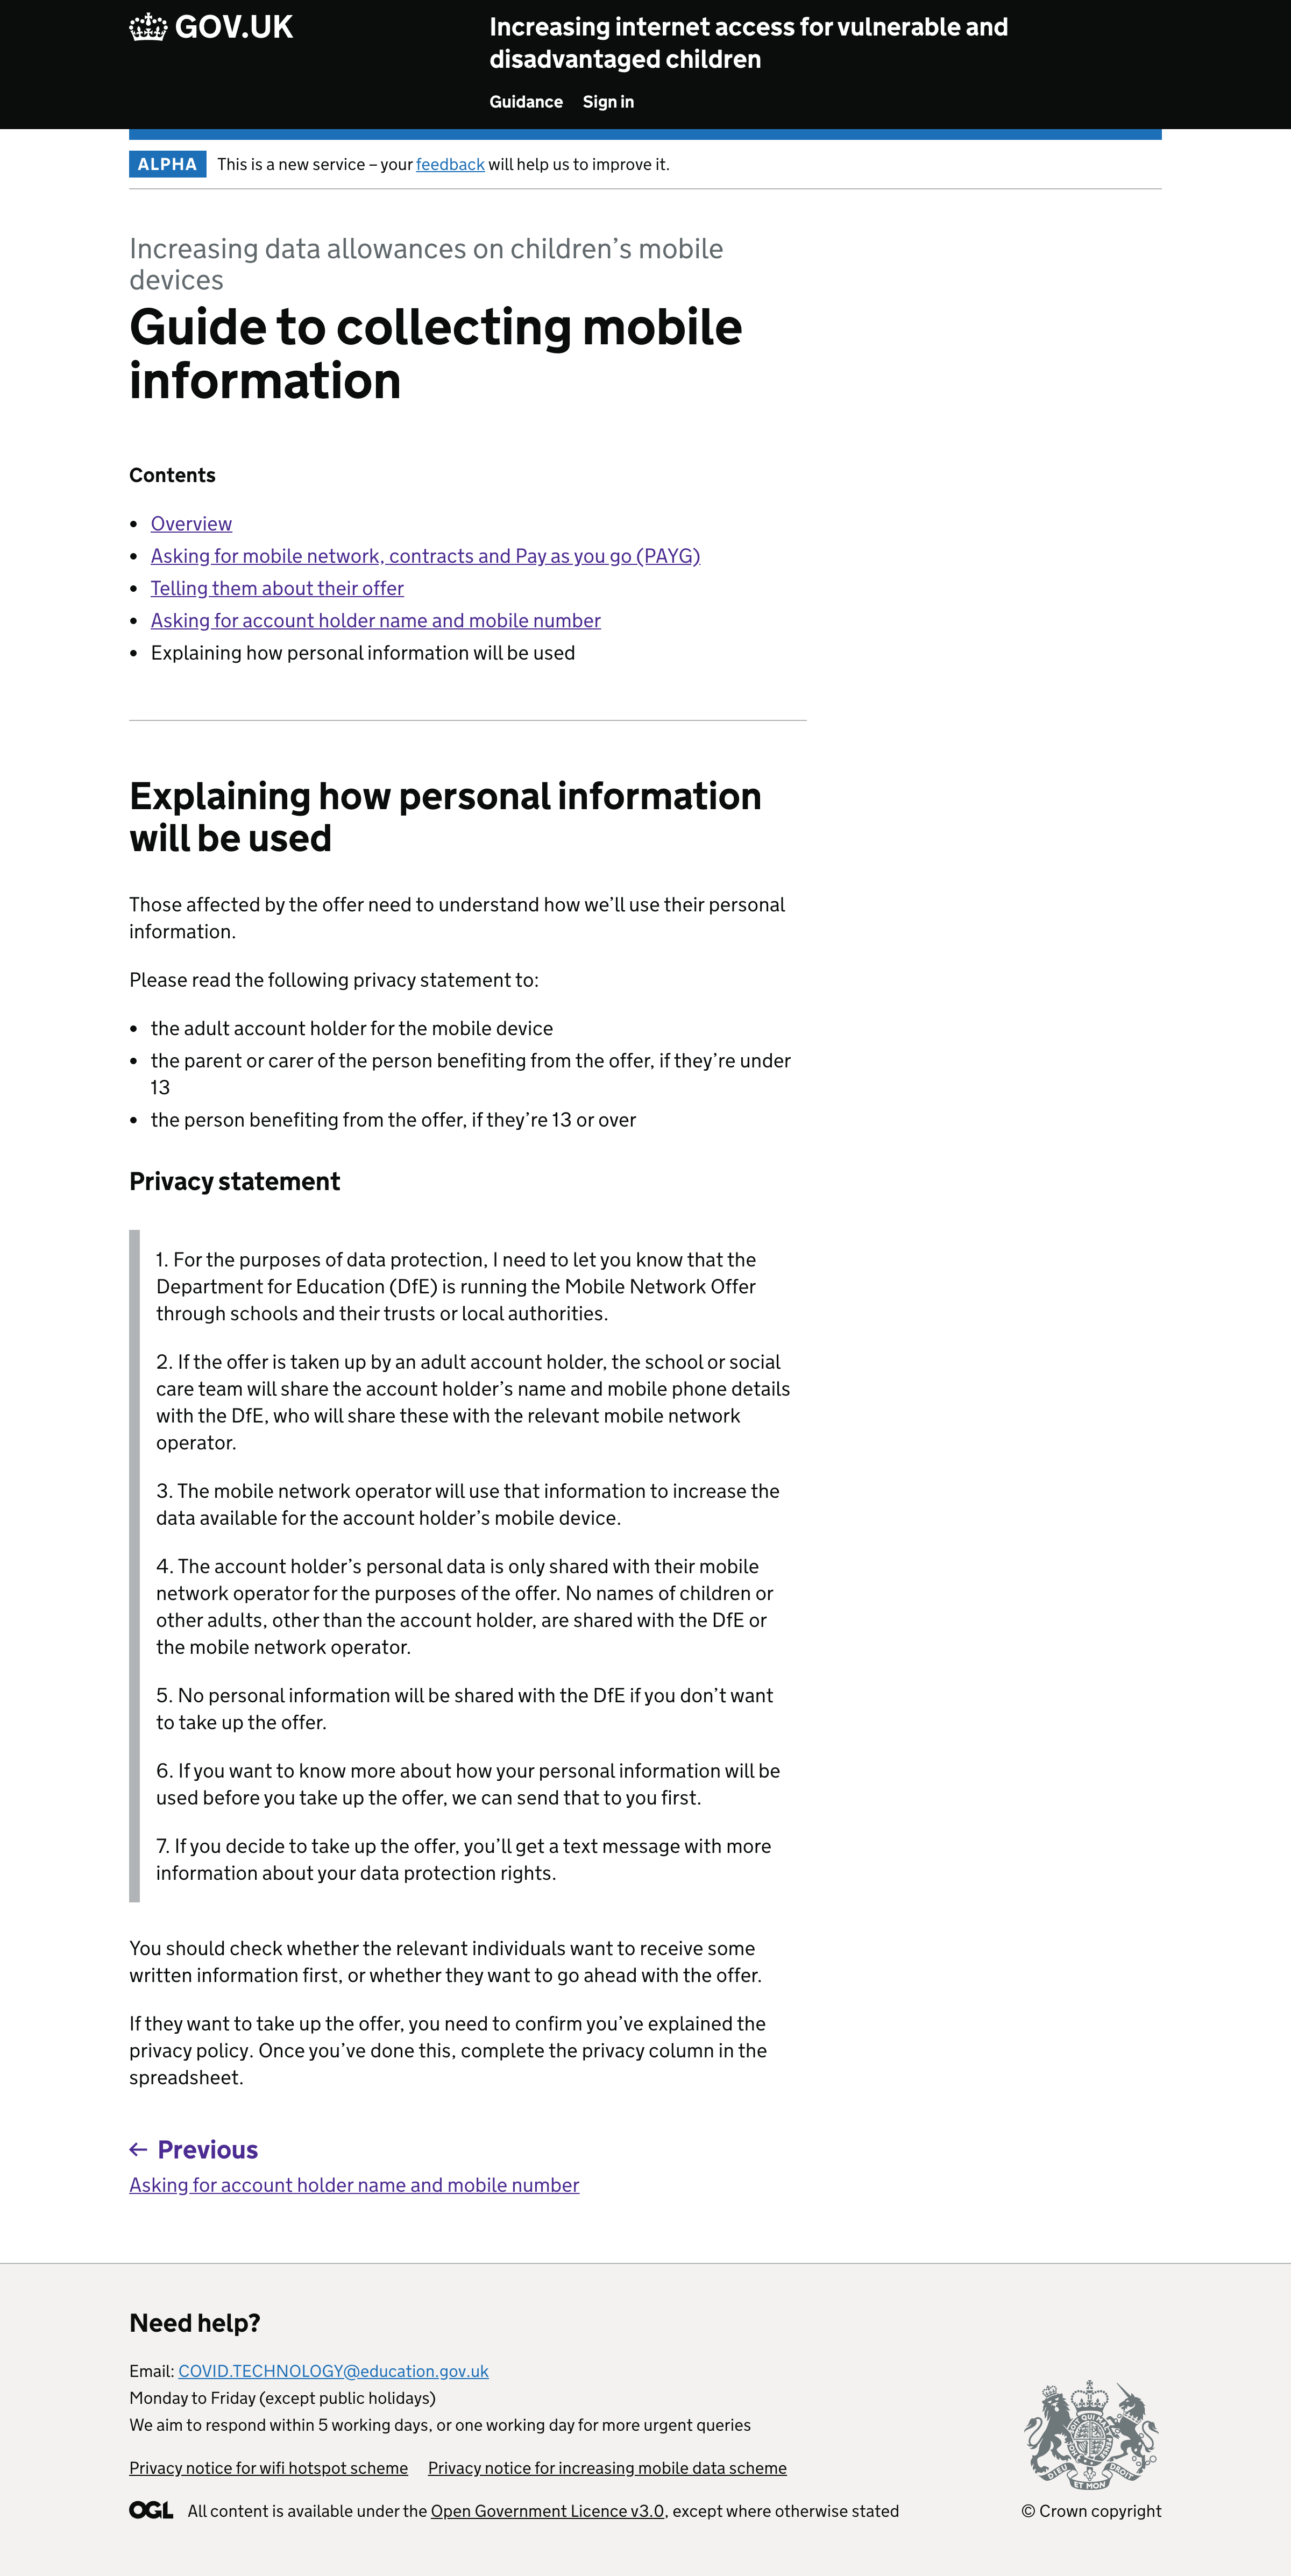 GOV.UK
Increasing internet access for vulnerable and
disadvantaged children
Guidance Sign in
ALPHA This is a new service – your feedback will help us to improve it.
Increasing data allowances on children’s mobile
devices
Guide to collecting mobile
information
Contents
• Overview
• Asking for mobile network, contracts and Pay as you go (PAYG)
• Telling them about their offer
• Asking for account holder name and mobile number
• Explaining how personal information will be used
Explaining how personal information
will be used
Those affected by the offer need to understand how we’ll use their personal
information.
Please read the following privacy statement to:
• the adult account holder for the mobile device
• the parent or carer of the person benefiting from the offer, if they’re under
13
• the person benefiting from the offer, if they’re 13 or over
Privacy statement
1. For the purposes of data protection, I need to let you know that the
Department for Education (DfE) is running the Mobile Network Offer
through schools and their trusts or local authorities.
2. If the offer is taken up by an adult account holder, the school or social
care team will share the account holder’s name and mobile phone details
with the DfE, who will share these with the relevant mobile network
operator.
3. The mobile network operator will use that information to increase the
data available for the account holder’s mobile device.
4. The account holder’s personal data is only shared with their mobile
network operator for the purposes of the offer. No names of children or
other adults, other than the account holder, are shared with the DfE or
the mobile network operator.
5. No personal information will be shared with the DfE if you don’t want
to take up the offer.
6. If you want to know more about how your personal information will be
used before you take up the offer, we can send that to you first.
7. If you decide to take up the offer, you’ll get a text message with more
information about your data protection rights.
You should check whether the relevant individuals want to receive some
written information first, or whether they want to go ahead with the offer.
If they want to take up the offer, you need to confirm you’ve explained the
privacy policy. Once you’ve done this, complete the privacy column in the
spreadsheet.
← Previous
Asking for account holder name and mobile number
Need help?
Email: COVID.TECHNOLOGY@education.gov.uk
Monday to Friday (except public holidays)
We aim to respond within 5 working days, or one working day for more urgent queries
Privacy notice for wifi hotspot scheme Privacy notice for increasing mobile data scheme
OGL All content is available under the Open Government Licence v3.0, except where otherwise stated
DIEU ET MON DROIT
© Crown copyright